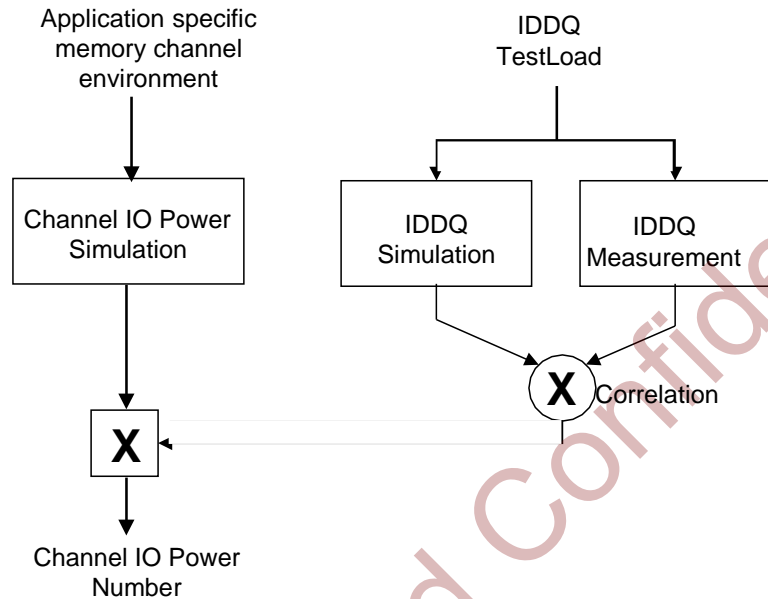 Application specific
memory channel
environment
IDDQ
TestLoad
Channel IO Power
Simulation
IDDQ
Simulation
IDDQ
Measurement
X
Correlation
X
Channel IO Power
Number